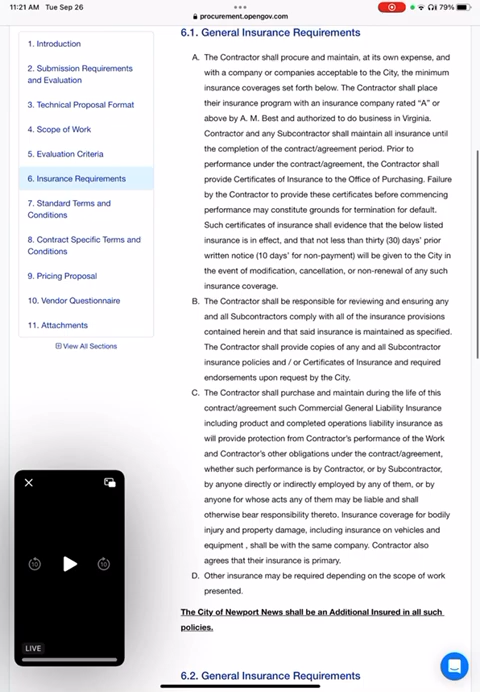 11:21 AM Tue Sep 26
79%
procurement.opengov.com
1. Introduction
2. Submission Requirements
and Evaluation
3. Technical Proposal Format
4. Scope of Work
5. Evaluation Criteria
6. Insurance Requirements
7. Standard Terms and
Conditions
8. Contract Specific Terms and
Conditions
9. Pricing Proposal
10. Vendor Questionnaire
11. Attachments
View All Sections
6.1. General Insurance Requirements
A. The Contractor shall procure and maintain, at its own expense, and
with a company or companies acceptable to the City, the minimum
insurance coverages set forth below. The Contractor shall place
their insurance program with an insurance company rated “A” or
above by A. M. Best and authorized to do business in Virginia.
Contractor and any Subcontractor shall maintain all insurance until
the completion of the contract/agreement period. Prior to
performance under the contract/agreement, the Contractor shall
provide Certificates of Insurance to the Office of Purchasing. Failure
by the Contractor to provide these certificates before commencing
performance may constitute grounds for termination for default.
Such certificates of insurance shall evidence that the below listed
insurance is in effect, and that not less than thirty (30) days’ prior
written notice (10 days’ for non-payment) will be given to the City in
the event of modification, cancellation, or non-renewal of any such
insurance coverage.
B. The Contractor shall be responsible for reviewing and ensuring any
and all Subcontractors comply with all of the insurance provisions
contained herein and that said insurance is maintained as specified.
The Contractor shall provide copies of any and all Subcontractor
insurance policies and / or Certificates of Insurance and required
endorsements upon request by the City.
C. The Contractor shall purchase and maintain during the life of this
contract/agreement such Commercial General Liability Insurance
including product and completed operations liability insurance as
will provide protection from Contractor’s performance of the Work
and Contractor’s other obligations under the contract/agreement,
whether such performance is by Contractor, or by Subcontractor,
by anyone directly or indirectly employed by any of them, or by
anyone for whose acts any of them may be liable and shall
otherwise bear responsibility thereto. Insurance coverage for bodily
injury and property damage, including insurance on vehicles and
equipment , shall be with the same company. Contractor also
agrees that their insurance is primary.
D. Other insurance may be required depending on the scope of work
presented.
The City of Newport News shall be an Additional Insured in all such
policies.
6.2. General Insurance Requirements
10
10
LIVE